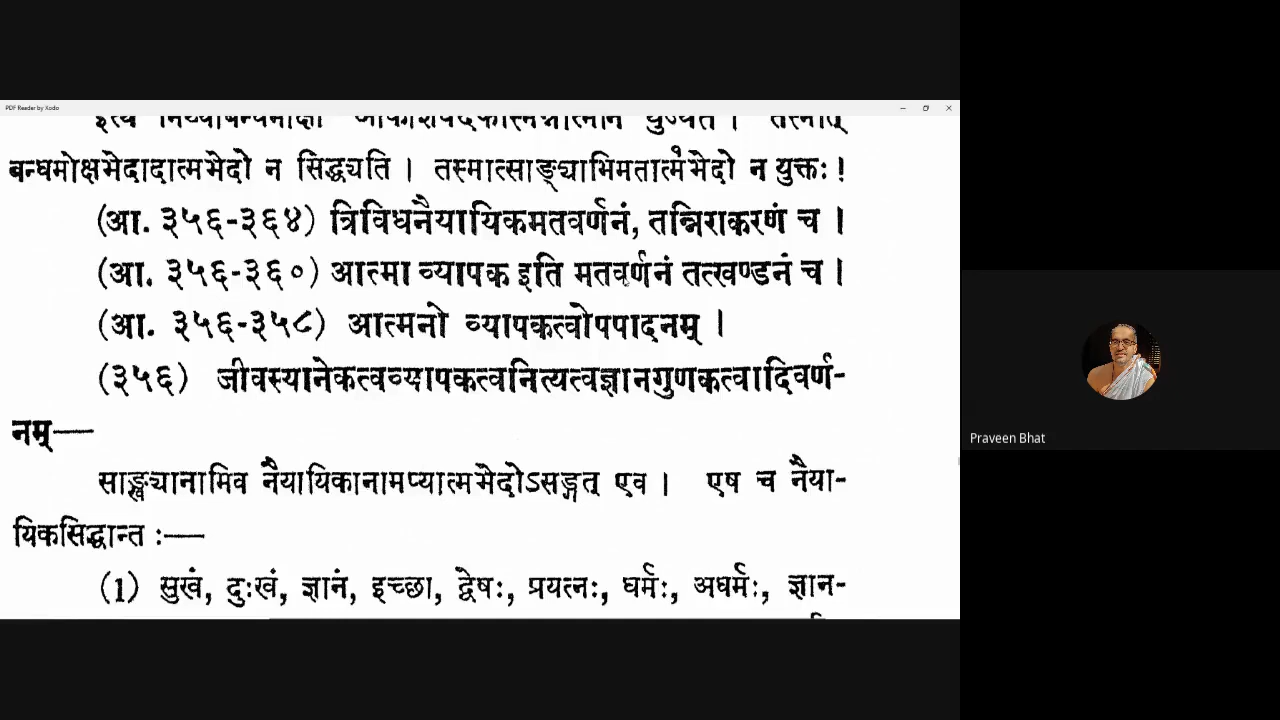 PDF Reader by Xodo
बन्धमोक्षभेदादात्मभेदो न सिद्ध्यति । तस्मात्साङ्ख्याभिमतात्मभेदो न युक्तः !
(आ. ३५६-३६४) त्रिविधनैयायिकमतवर्णनं, तन्निराकरणं च ।
(आ. ३५६-३६०) आत्मा व्यापक इति मतवर्णनं तत्खण्डनं च ।
(आ. ३५६-३५८) आत्मनो व्यापकत्वोपपादनम् ।
(३५६) जीवस्यानेकत्वव्यापकत्वनित्यत्वज्ञानगुणकत्वादिवर्ण-
नम्—
साङ्ख्यानामिव नैयायिकानामप्यात्मभेदोऽसङ्गत् एव । एष च नैया-
यिकसिद्धान्त :—
(1) सुखं, दुःखं, ज्ञानं, इच्छा, द्वेषः, प्रयत्नः, धर्मः, अधर्मः, ज्ञान-
Praveen Bhat